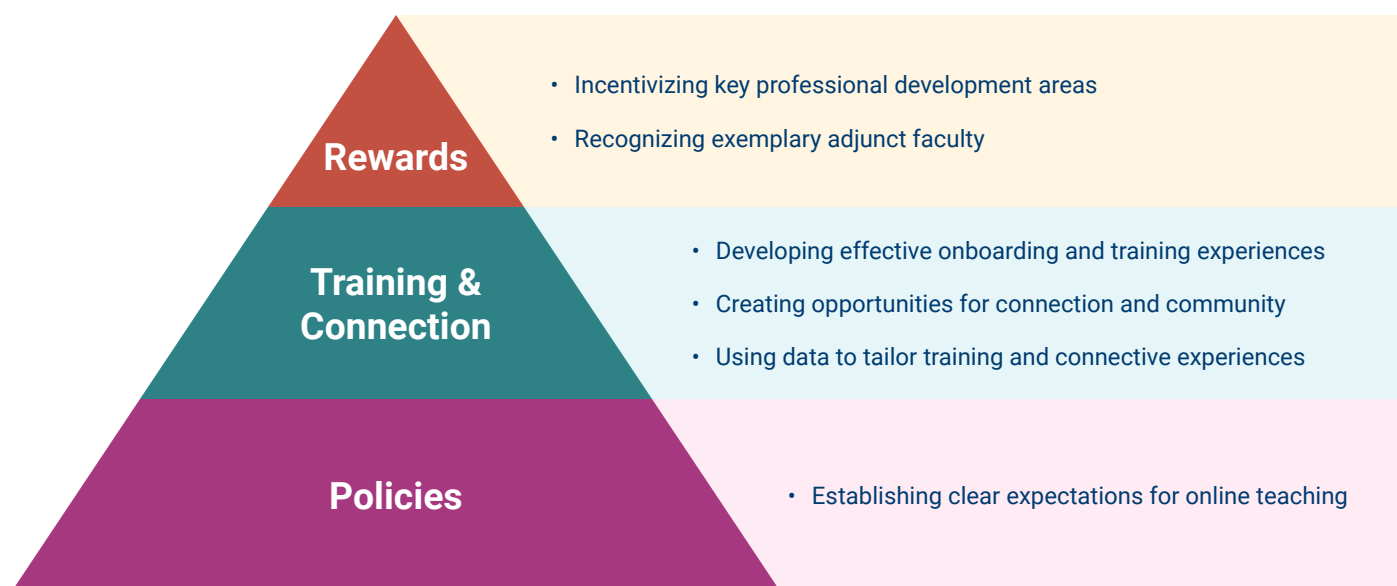 Rewards
• Incentivizing key professional development areas
• Recognizing exemplary adjunct faculty
Training &
Connection
• Developing effective onboarding and training experiences
• Creating opportunities for connection and community
• Using data to tailor training and connective experiences
Policies
• Establishing clear expectations for online teaching